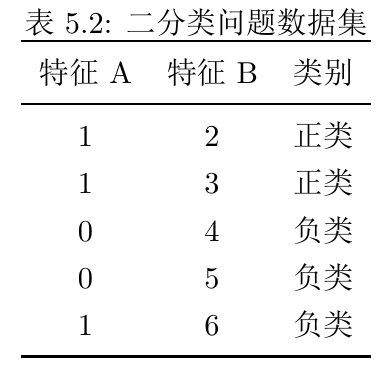 表 5.2: 二分类问题数据集
特征 A 特征 B 类别
1 2 正类
1 3 正类
0 4 负类
0 5 负类
1 6 负类